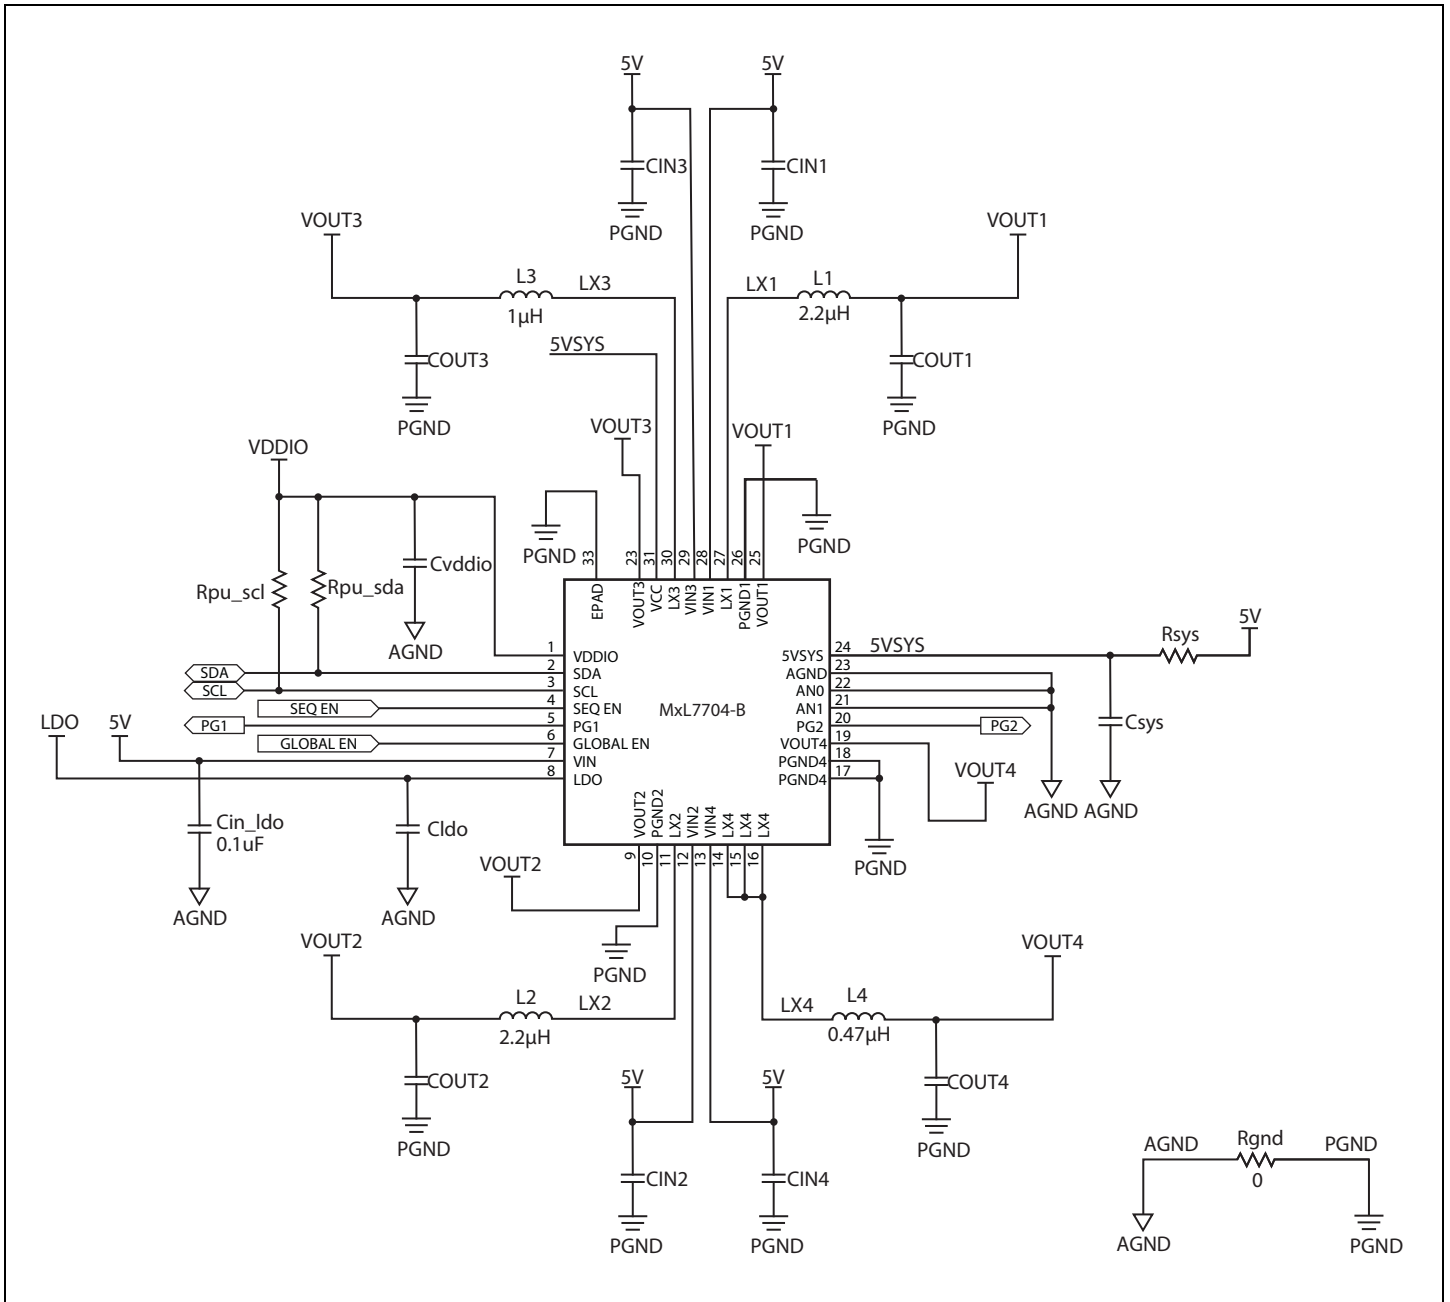 5V
5V
CIN3
CIN1
PGND
PGND
VOUT3
VOUT1
L3
LX3
1µH
LX1
L1
2.2µH
5VSYS
COUT3
COUT1
PGND
PGND
VOUT3
VOUT1
VDDIO
PGND
PGND
Cvddio
Rpu_scl
Rpu_sda
AGND
33
23
31
30
29
28
27
26
25
EPAD
VOUT3
VCC
LX3
VIN3
VIN1
LX1
PGND1
VOUT1
1
VDDIO
SDA
2
SDA
SCL
3
SCL
SEQ EN
4
SEQ EN
PG1
5
PG1
GLOBAL EN
6
GLOBAL EN
LDO
5V
7
VIN
8
LDO
MxL7704-B
5VSYS
24
5VSYS
Rsys
5V
AGND
23
AN0
22
AN1
21
PG2
20
PG2
VOUT4
19
PGND4
18
PGND4
17
Csys
VOUT4
AGND
AGND
PGND
VOUT2
PGND2
LX2
VIN2
VIN4
LX4
LX4
LX4
9
10
11
12
13
14
15
16
Cin_ldo
0.1uF
Cldo
AGND
AGND
VOUT2
PGND
VOUT2
L2
LX2
2.2µH
VOUT4
LX4
L4
0.47µH
COUT2
COUT4
PGND
PGND
5V
5V
CIN2
CIN4
PGND
PGND
AGND
Rgnd
PGND
0
AGND
PGND